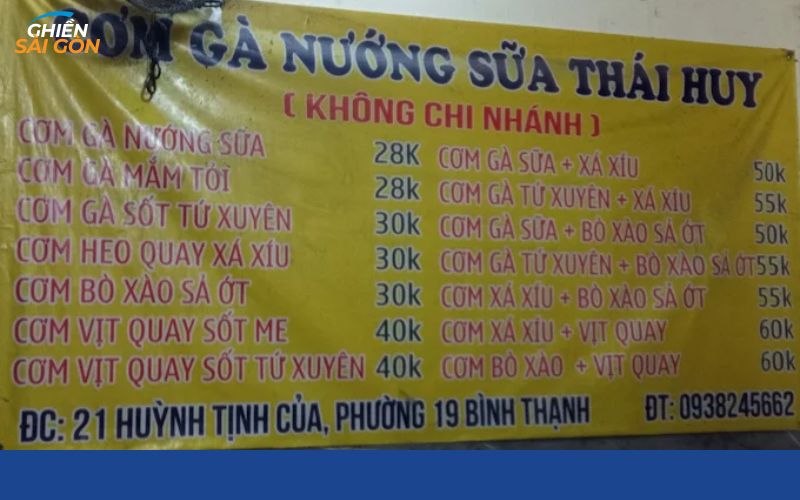 GHIỀN
SÀI GÒN
CƠM GÀ NƯỚNG SỮA THÁI HUY
( KHÔNG CHI NHÁNH )
CƠM GÀ NƯỚNG SỮA 28K
CƠM GÀ MẮM TỎI 28k
CƠM GÀ SỐT TỨ XUYÊN 30k
CƠM HEO QUAY XÁ XÍU 30k
CƠM BÒ XÀO SẢ ỚT 30k
CƠM VỊT QUAY SỐT ME 40k
CƠM VỊT QUAY SỐT TỨ XUYÊN 40k
CƠM GÀ SỮA + XÁ XÍU 50k
CƠM GÀ TỨ XUYÊN + XÁ XÍU 55k
CƠM GÀ SỮA + BÒ XÀO SẢ ỚT 50k
CƠM GÀ TỨ XUYÊN + BÒ XÀO SẢ ỚT 55k
CƠM XÁ XÍU + BÒ XÀO SẢ ỚT 55k
CƠM XÁ XÍU + VỊT QUAY 60k
CƠM BÒ XÀO + VỊT QUAY 60k
ĐC: 21 HUỲNH TỊNH CỦA, PHƯỜNG 19 BÌNH THẠNH ĐT: 0938245662